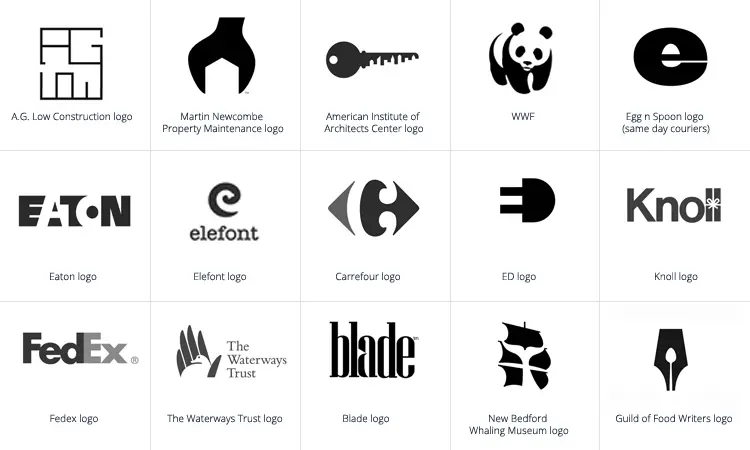 AG
LOW
A.G. Low Construction logo
Martin Newcombe
Property Maintenance logo
American Institute of
Architects Center logo
WWF
e
Egg n Spoon logo
(same day couriers)
EATON
Eaton logo
e
elefont
Elefont logo
C
Carrefour logo
ED
ED logo
Knoll
Knoll logo
FedEx®
Fedex logo
The
Waterways
Trust
The Waterways Trust logo
blade
Blade logo
New Bedford
Whaling Museum logo
Guild of Food Writers logo